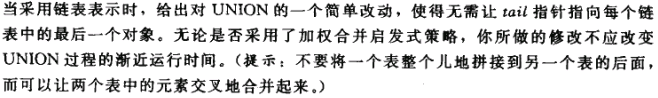 当采用链表表示时，给出对 UNION 的一个简单改动，使得无需让 tail 指针指向每个链
表中的最后一个对象。无论是否采用了加权合并启发式策略，你所做的修改不应改变
UNION 过程的渐近运行时间。(提示：不要将一个表整个儿地拼接到另一个表的后面，
而可以让两个表中的元素交叉地合并起来。)